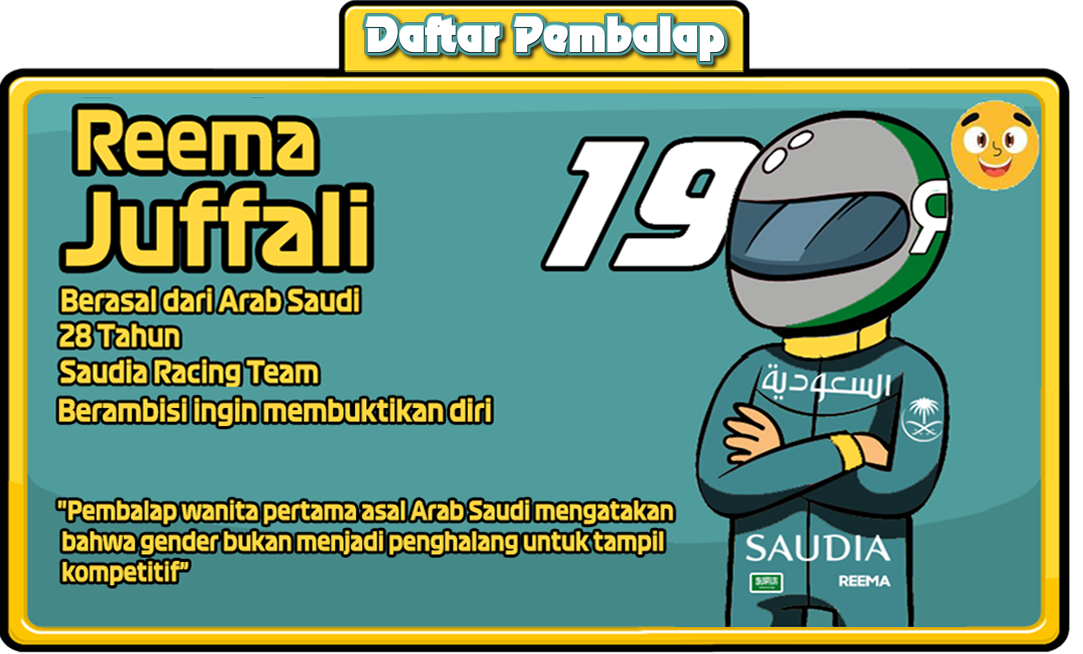 Daftar Pembalap
Reema
Juffali
19
R
Berasal dari Arab Saudi
28 Tahun
Saudia Racing Team
Berambisi ingin membuktikan diri
السعودية
"Pembalap wanita pertama asal Arab Saudi mengatakan
bahwa gender bukan menjadi penghalang untuk tampil
kompetitif"
SAUDIA
REEMA